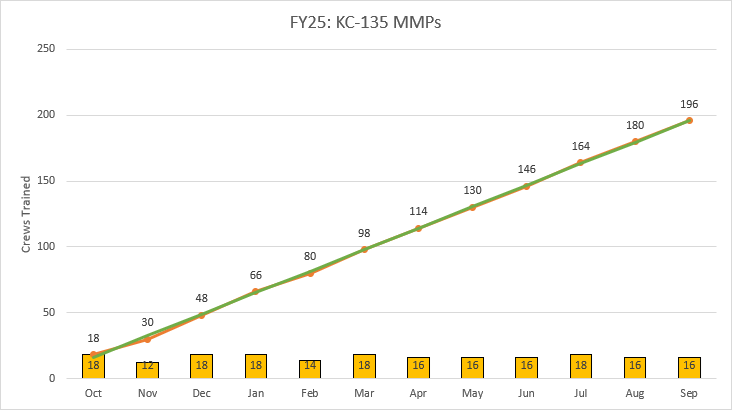 FY25: KC-135 MMPs
250
200
150
100
50
0
Crews Trained
18
30
48
66
80
98
114
130
146
164
180
196
18
12
18
18
14
18
16
16
16
18
16
16
Oct
Nov
Dec
Jan
Feb
Mar
Apr
May
Jun
Jul
Aug
Sep